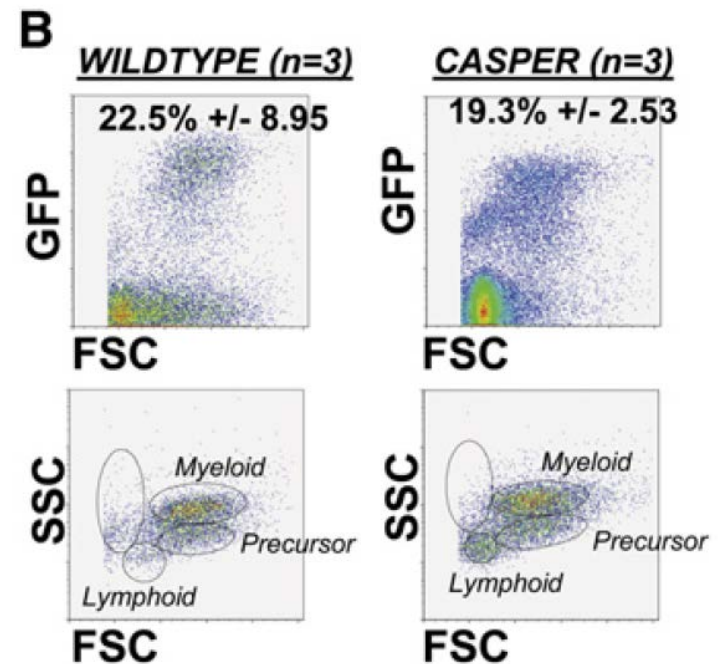 B
WILDTYPE (n=3)
CASPER (n=3)
22.5% +/- 8.95
19.3% +/- 2.53
GFP
GFP
FSC
FSC
SSC
Myeloid
Precursor
Lymphoid
SSC
Myeloid
Precursor
Lymphoid
FSC
FSC